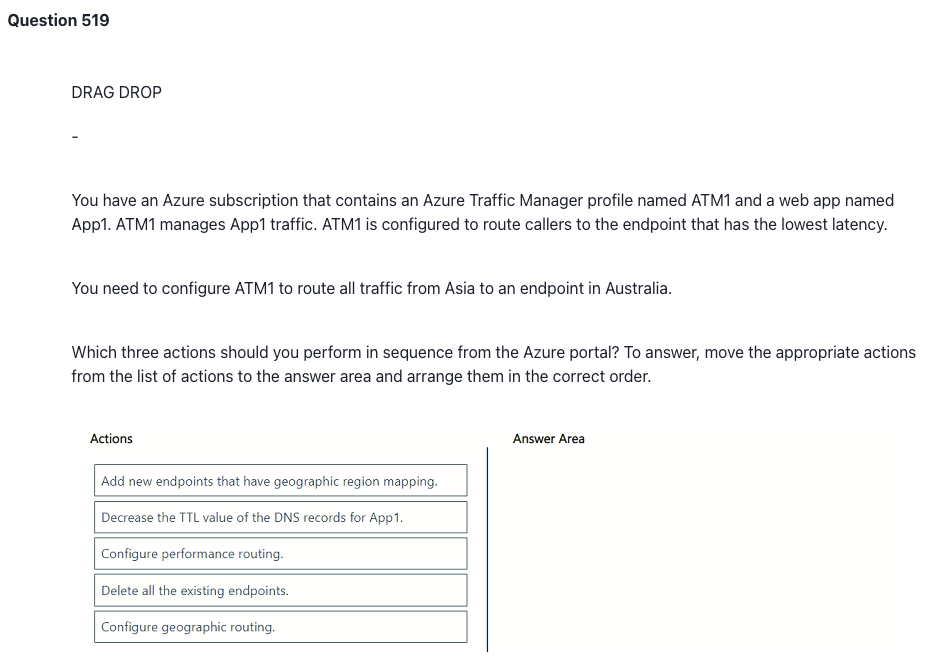 Question 519
DRAG DROP
-
You have an Azure subscription that contains an Azure Traffic Manager profile named ATM1 and a web app named
App1. ATM1 manages App1 traffic. ATM1 is configured to route callers to the endpoint that has the lowest latency.
You need to configure ATM1 to route all traffic from Asia to an endpoint in Australia.
Which three actions should you perform in sequence from the Azure portal? To answer, move the appropriate actions
from the list of actions to the answer area and arrange them in the correct order.
Actions
Answer Area
Add new endpoints that have geographic region mapping.
Decrease the TTL value of the DNS records for App1.
Configure performance routing.
Delete all the existing endpoints.
Configure geographic routing.